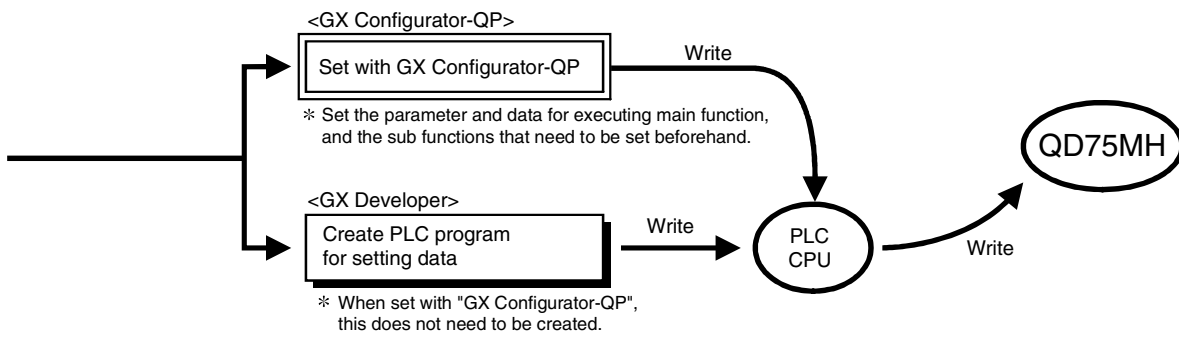 <GX Configurator-QP>
Set with GX Configurator-QP
Write
* Set the parameter and data for executing main function,
and the sub functions that need to be set beforehand.
QD75MH
<GX Developer>
Create PLC program
for setting data
Write
PLC
CPU
Write
* When set with "GX Configurator-QP",
this does not need to be created.